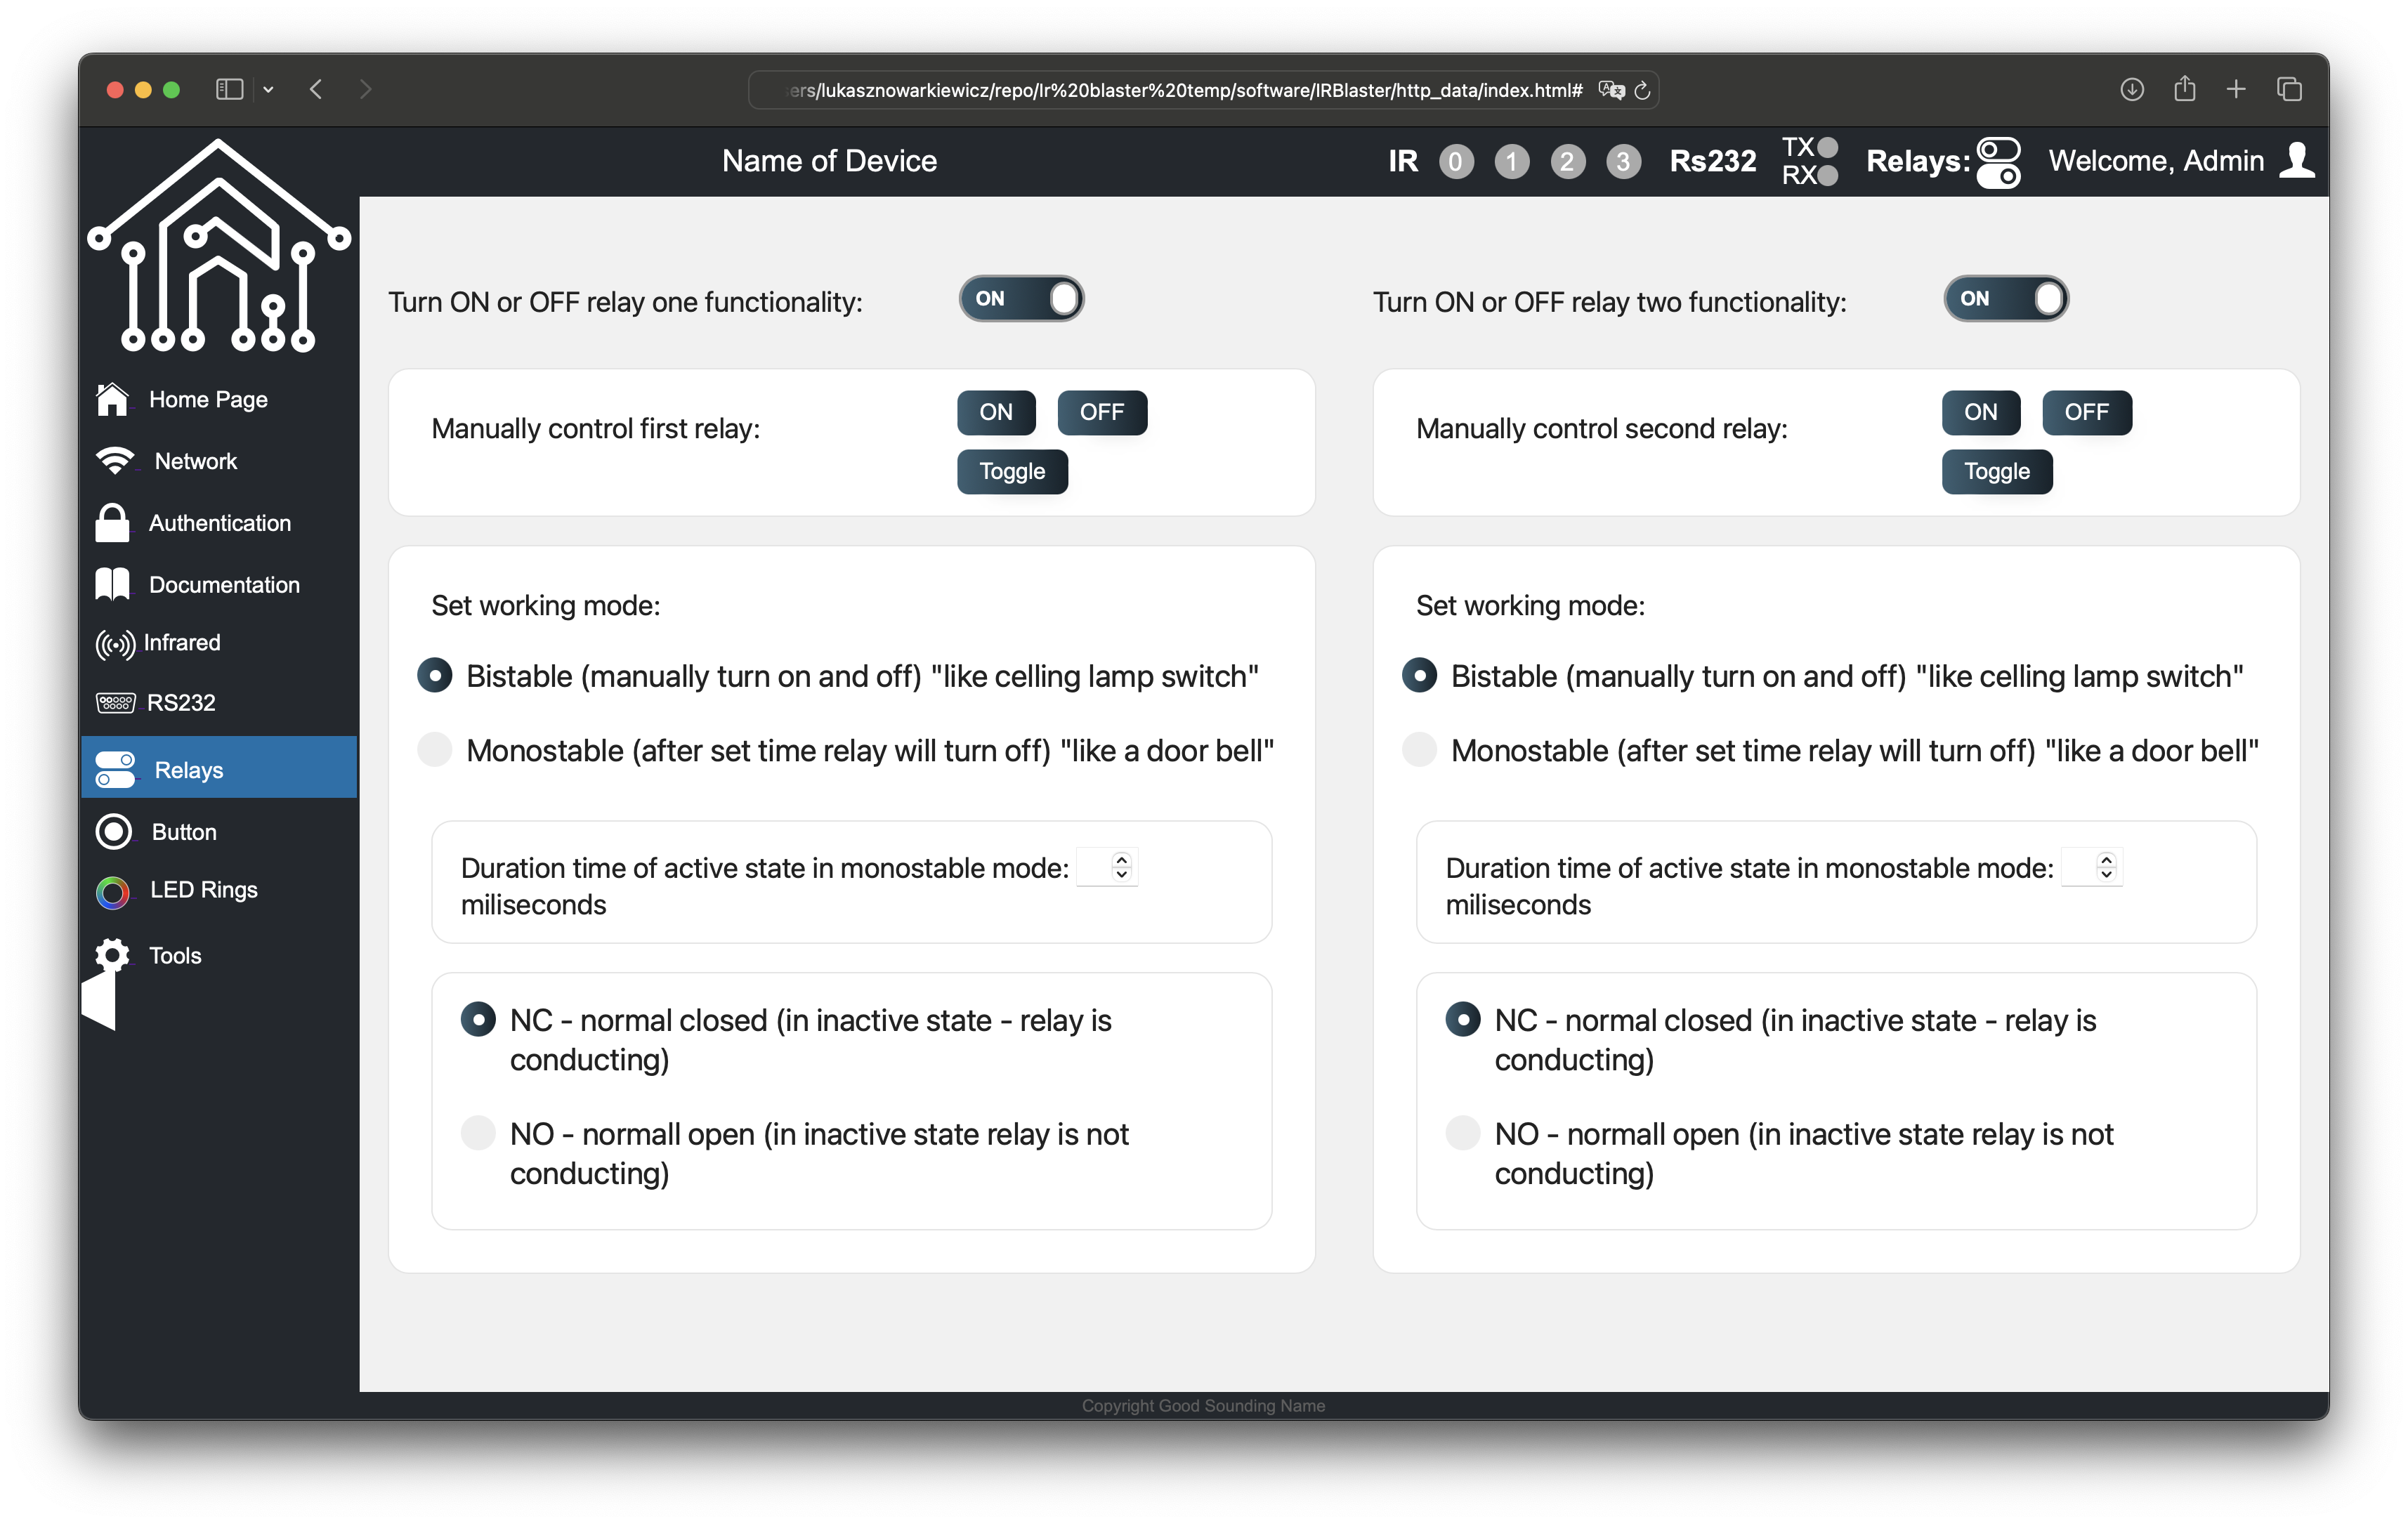 ers/lukasznowarkiewicz/repo/Ir%20blaster%20temp/software/IRBlaster/http_data/index.html#
Name of Device
IR 0 1 2 3 Rs232 TX RX Relays: Welcome, Admin
Home Page
Network
Authentication
Documentation
Infrared
RS232
Relays
Button
LED Rings
Tools
Turn ON or OFF relay one functionality: ON
Manually control first relay: ON OFF
Toggle
Set working mode:
Bistable (manually turn on and off) "like celling lamp switch"
Monostable (after set time relay will turn off) "like a door bell"
Duration time of active state in monostable mode:
miliseconds
NC - normal closed (in inactive state - relay is
conducting)
NO - normall open (in inactive state relay is not
conducting)
Turn ON or OFF relay two functionality: ON
Manually control second relay: ON OFF
Toggle
Set working mode:
Bistable (manually turn on and off) "like celling lamp switch"
Monostable (after set time relay will turn off) "like a door bell"
Duration time of active state in monostable mode:
miliseconds
NC - normal closed (in inactive state - relay is
conducting)
NO - normall open (in inactive state relay is not
conducting)
Copyright Good Sounding Name